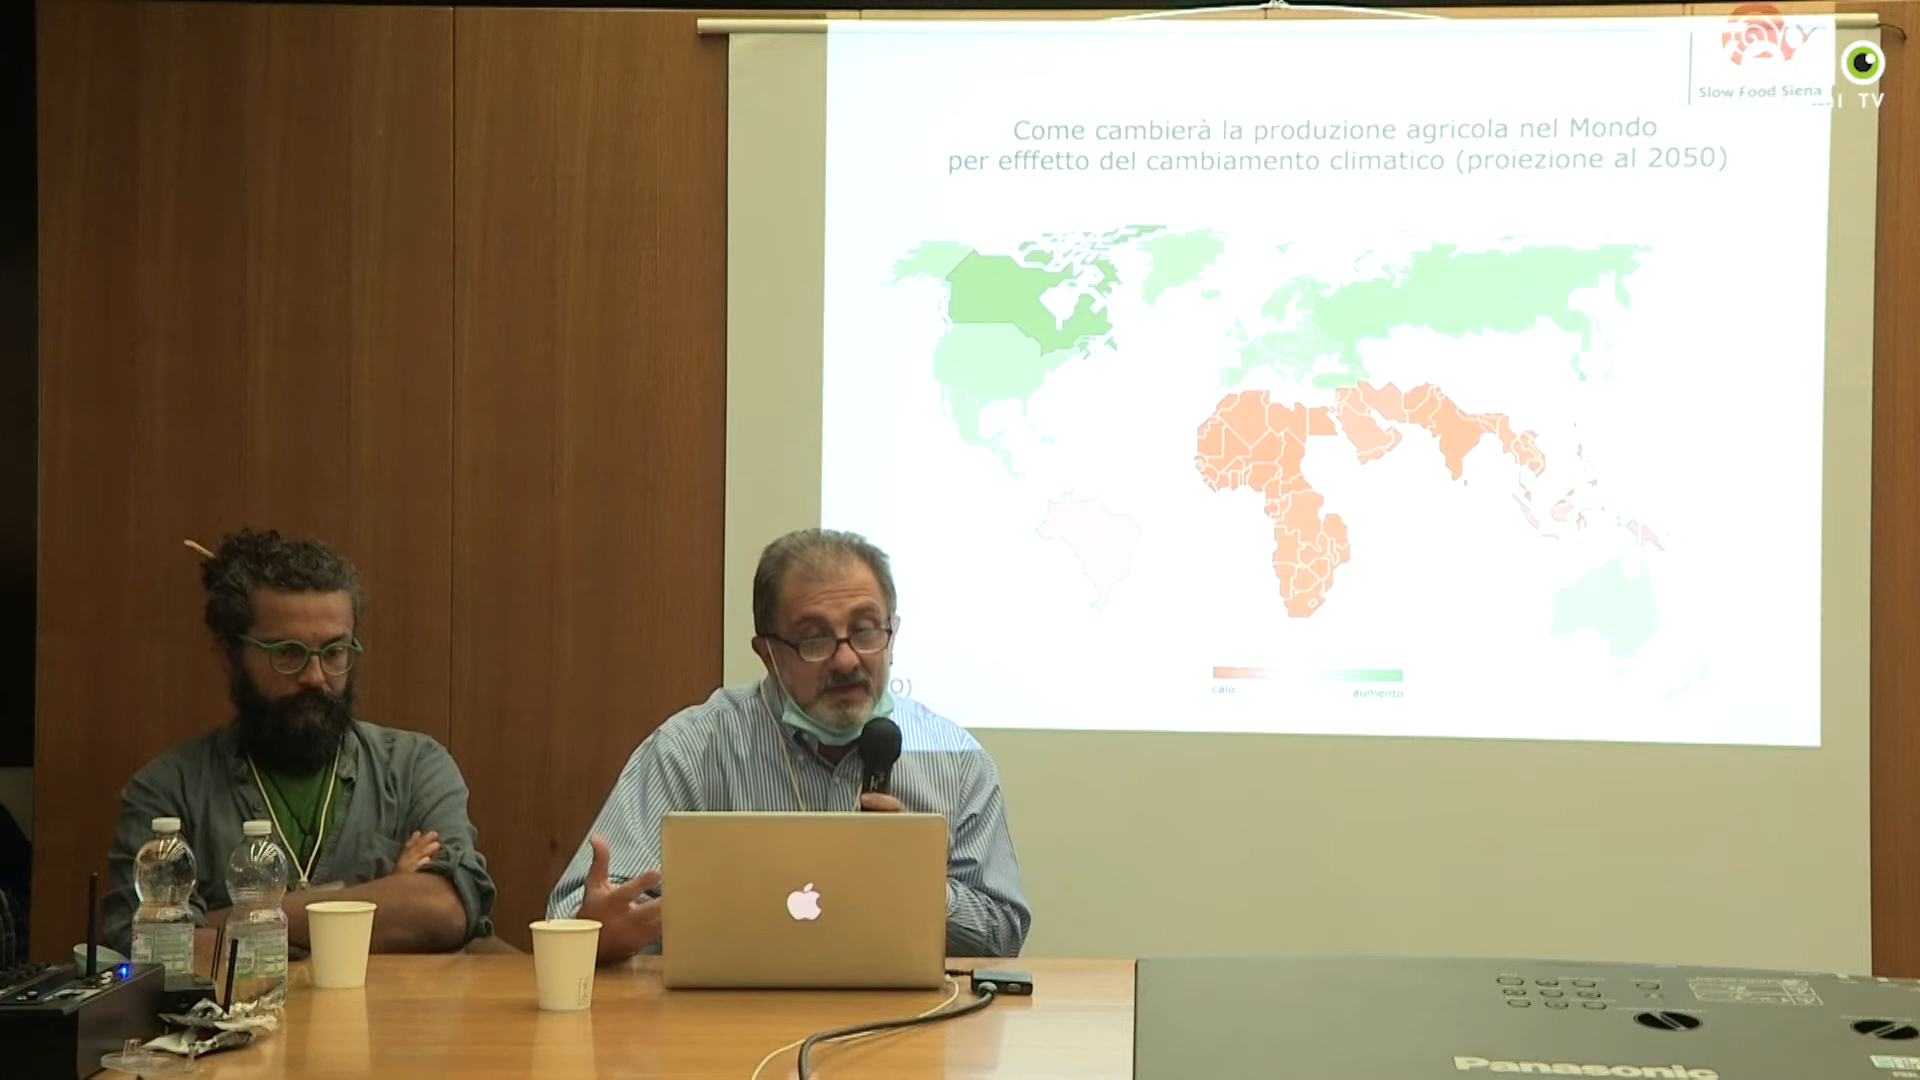 Slow Food Siena
TV
Come cambierà la produzione agricola nel Mondo
per efffetto del cambiamento climatico (proiezione al 2050)
calo
aumento
Panasonic